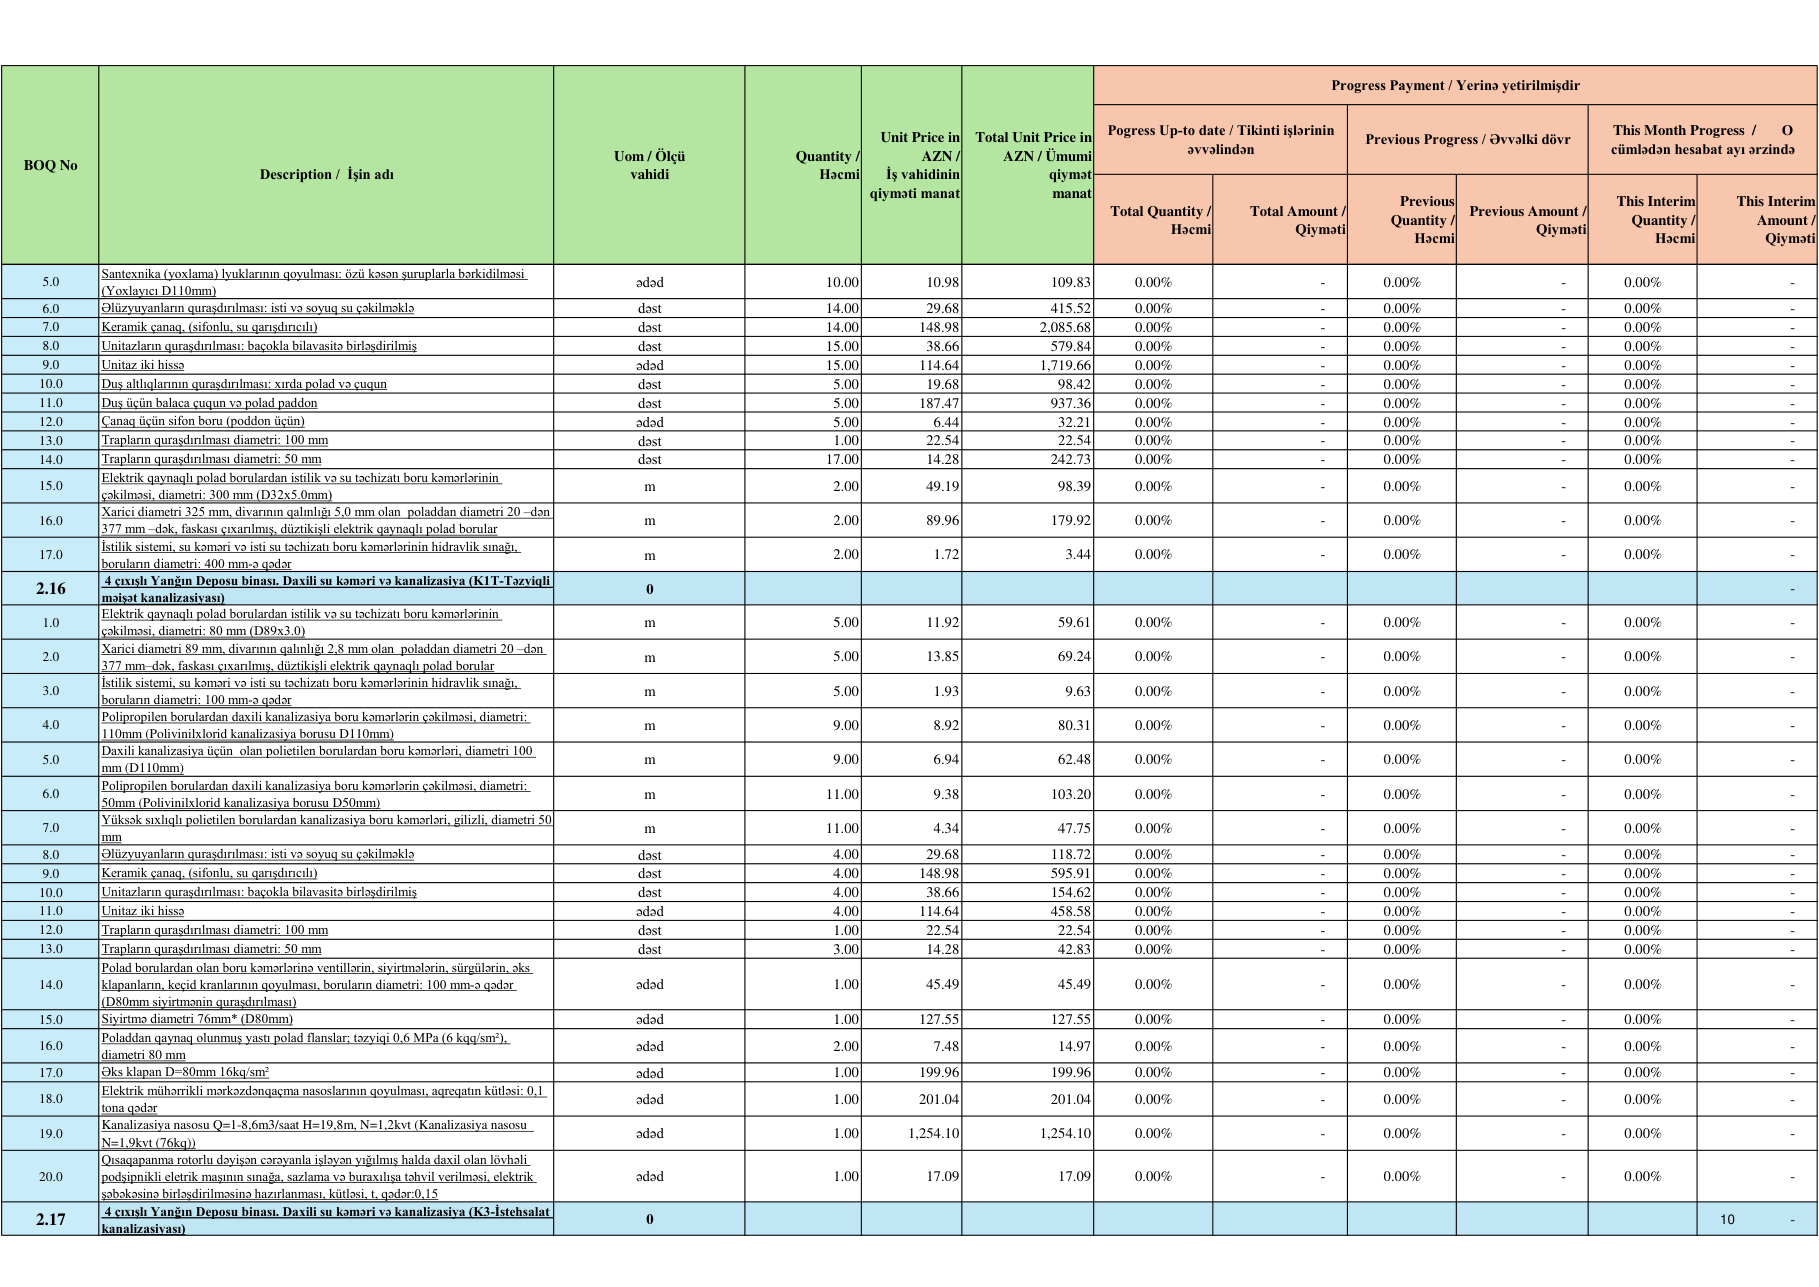 Progress Payment / Yerinə yetirilmişdir
BOQ No
Description /  İşin adı
Uom / Ölçü
vahidi
Quantity /
Həcmi
Unit Price in
AZN /
İş vahidinin
qiyməti manat
Total Unit Price in
AZN / Ümumi
qiymət
manat
Pogress Up-to date / Tikinti işlərinin
əvvəlindən
Previous Progress / Əvvəlki dövr
This Month Progress  /      O
cümlədən hesabat ayı ərzində
Total Quantity /
Həcmi
Total Amount /
Qiyməti
Previous
Quantity /
Həcmi
Previous Amount /
Qiyməti
This Interim
Quantity /
Həcmi
This Interim
Amount /
Qiyməti
5.0 Santexnika (yoxlama) lyuklarının qoyulması: özü kəsən şuruplarla bərkidilməsi
(Yoxlayıcı D110mm) ədəd 10.00 10.98 109.83 0.00% - 0.00% - 0.00% -
6.0 Əlüzyuyanların quraşdırılması: isti və soyuq su çəkilməklə dəst 14.00 29.68 415.52 0.00% - 0.00% - 0.00% -
7.0 Keramik çanaq, (sifonlu, su qarışdırıcılı) dəst 14.00 148.98 2,085.68 0.00% - 0.00% - 0.00% -
8.0 Unitazların quraşdırılması: baçokla bilavasitə birləşdirilmiş dəst 15.00 38.66 579.84 0.00% - 0.00% - 0.00% -
9.0 Unitaz iki hissə ədəd 15.00 114.64 1,719.66 0.00% - 0.00% - 0.00% -
10.0 Duş altlıqlarının quraşdırılması: xırda polad və çuqun dəst 5.00 19.68 98.42 0.00% - 0.00% - 0.00% -
11.0 Duş üçün balaca çuqun və polad paddon dəst 5.00 187.47 937.36 0.00% - 0.00% - 0.00% -
12.0 Çanaq üçün sifon boru (poddon üçün) ədəd 5.00 6.44 32.21 0.00% - 0.00% - 0.00% -
13.0 Trapların quraşdırılması diametri: 100 mm dəst 1.00 22.54 22.54 0.00% - 0.00% - 0.00% -
14.0 Trapların quraşdırılması diametri: 50 mm dəst 17.00 14.28 242.73 0.00% - 0.00% - 0.00% -
15.0 Elektrik qaynaqlı polad borulardan istilik və su təchizatı boru kəmərlərinin
çəkilməsi, diametri: 300 mm (D32x5.0mm) m 2.00 49.19 98.39 0.00% - 0.00% - 0.00% -
16.0 Xarici diametri 325 mm, divarının qalınlığı 5,0 mm olan  poladdan diametri 20 –dən
377 mm –dək, faskası çıxarılmış, düztikişli elektrik qaynaqlı polad borular m 2.00 89.96 179.92 0.00% - 0.00% - 0.00% -
17.0 İstilik sistemi, su kəməri və isti su təchizatı boru kəmərlərinin hidravlik sınağı,
boruların diametri: 400 mm-ə qədər m 2.00 1.72 3.44 0.00% - 0.00% - 0.00% -
2.16 4 çıxışlı Yanğın Deposu binası. Daxili su kəməri və kanalizasiya (K1T-Təzyiqli
məişət kanalizasiyası) 0 -
1.0 Elektrik qaynaqlı polad borulardan istilik və su təchizatı boru kəmərlərinin
çəkilməsi, diametri: 80 mm (D89x3.0) m 5.00 11.92 59.61 0.00% - 0.00% - 0.00% -
2.0 Xarici diametri 89 mm, divarının qalınlığı 2,8 mm olan  poladdan diametri 20 –dən
377 mm–dək, faskası çıxarılmış, düztikişli elektrik qaynaqlı polad borular m 5.00 13.85 69.24 0.00% - 0.00% - 0.00% -
3.0 İstilik sistemi, su kəməri və isti su təchizatı boru kəmərlərinin hidravlik sınağı,
boruların diametri: 100 mm-ə qədər m 5.00 1.93 9.63 0.00% - 0.00% - 0.00% -
4.0 Polipropilen borulardan daxili kanalizasiya boru kəmərlərin çəkilməsi, diametri:
110mm (Polivinilxlorid kanalizasiya borusu D110mm) m 9.00 8.92 80.31 0.00% - 0.00% - 0.00% -
5.0 Daxili kanalizasiya üçün  olan polietilen borulardan boru kəmərləri, diametri 100
mm (D110mm) m 9.00 6.94 62.48 0.00% - 0.00% - 0.00% -
6.0 Polipropilen borulardan daxili kanalizasiya boru kəmərlərin çəkilməsi, diametri:
50mm (Polivinilxlorid kanalizasiya borusu D50mm) m 11.00 9.38 103.20 0.00% - 0.00% - 0.00% -
7.0 Yüksək sıxlıqlı polietilen borulardan kanalizasiya boru kəmərləri, gilizli, diametri 50
mm m 11.00 4.34 47.75 0.00% - 0.00% - 0.00% -
8.0 Əlüzyuyanların quraşdırılması: isti və soyuq su çəkilməklə dəst 4.00 29.68 118.72 0.00% - 0.00% - 0.00% -
9.0 Keramik çanaq, (sifonlu, su qarışdırıcılı) dəst 4.00 148.98 595.91 0.00% - 0.00% - 0.00% -
10.0 Unitazların quraşdırılması: baçokla bilavasitə birləşdirilmiş dəst 4.00 38.66 154.62 0.00% - 0.00% - 0.00% -
11.0 Unitaz iki hissə ədəd 4.00 114.64 458.58 0.00% - 0.00% - 0.00% -
12.0 Trapların quraşdırılması diametri: 100 mm dəst 1.00 22.54 22.54 0.00% - 0.00% - 0.00% -
13.0 Trapların quraşdırılması diametri: 50 mm dəst 3.00 14.28 42.83 0.00% - 0.00% - 0.00% -
14.0 Polad borulardan olan boru kəmərlərinə ventillərin, siyirtmələrin, sürgülərin, əks
klapanların, keçid kranlarının qoyulması, boruların diametri: 100 mm-ə qədər
(D80mm siyirtmənin quraşdırılması) ədəd 1.00 45.49 45.49 0.00% - 0.00% - 0.00% -
15.0 Siyirtmə diametri 76mm* (D80mm) ədəd 1.00 127.55 127.55 0.00% - 0.00% - 0.00% -
16.0 Poladdan qaynaq olunmuş yastı polad flanslar; təzyiqi 0,6 MPa (6 kqq/sm²),
diametri 80 mm ədəd 2.00 7.48 14.97 0.00% - 0.00% - 0.00% -
17.0 Əks klapan D=80mm 16kq/sm² ədəd 1.00 199.96 199.96 0.00% - 0.00% - 0.00% -
18.0 Elektrik mühərrikli mərkəzdənqaçma nasoslarının qoyulması, aqreqatın kütləsi: 0,1
tona qədər ədəd 1.00 201.04 201.04 0.00% - 0.00% - 0.00% -
19.0 Kanalizasiya nasosu Q=1-8,6m3/saat H=19,8m, N=1,2kvt (Kanalizasiya nasosu
N=1,9kvt (76kq)) ədəd 1.00 1,254.10 1,254.10 0.00% - 0.00% - 0.00% -
20.0 Qısaqapanma rotorlu dəyişən cərəyanla işləyən yığılmış halda daxil olan lövhəli
podşipnikli eletrik maşının sınağa, sazlama və buraxılışa təhvil verilməsi, elektrik
şəbəkəsinə birləşdirilməsinə hazırlanması, kütləsi, t, qədər:0,15 ədəd 1.00 17.09 17.09 0.00% - 0.00% - 0.00% -
2.17 4 çıxışlı Yanğın Deposu binası. Daxili su kəməri və kanalizasiya (K3-İstehsalat
kanalizasiyası) 0 10 -